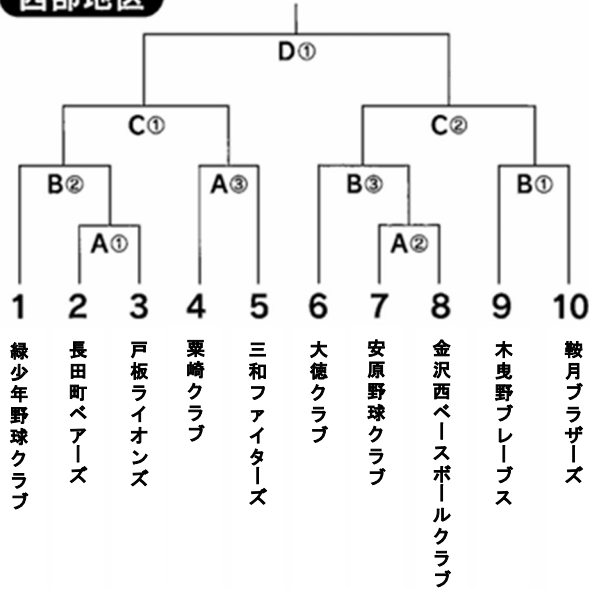 西部地区
D①
C①
C②
B②
A③
B③
B①
A①
A②
1
2
3
4
5
6
7
8
9
10
緑少年野球クラブ
長田町ベアーズ
戸板ライオンズ
粟崎クラブ
三和ファイターズ
大徳クラブ
安原野球クラブ
金沢西ベースボールクラブ
木曳野ブレーブス
鞍月ブラザーズ